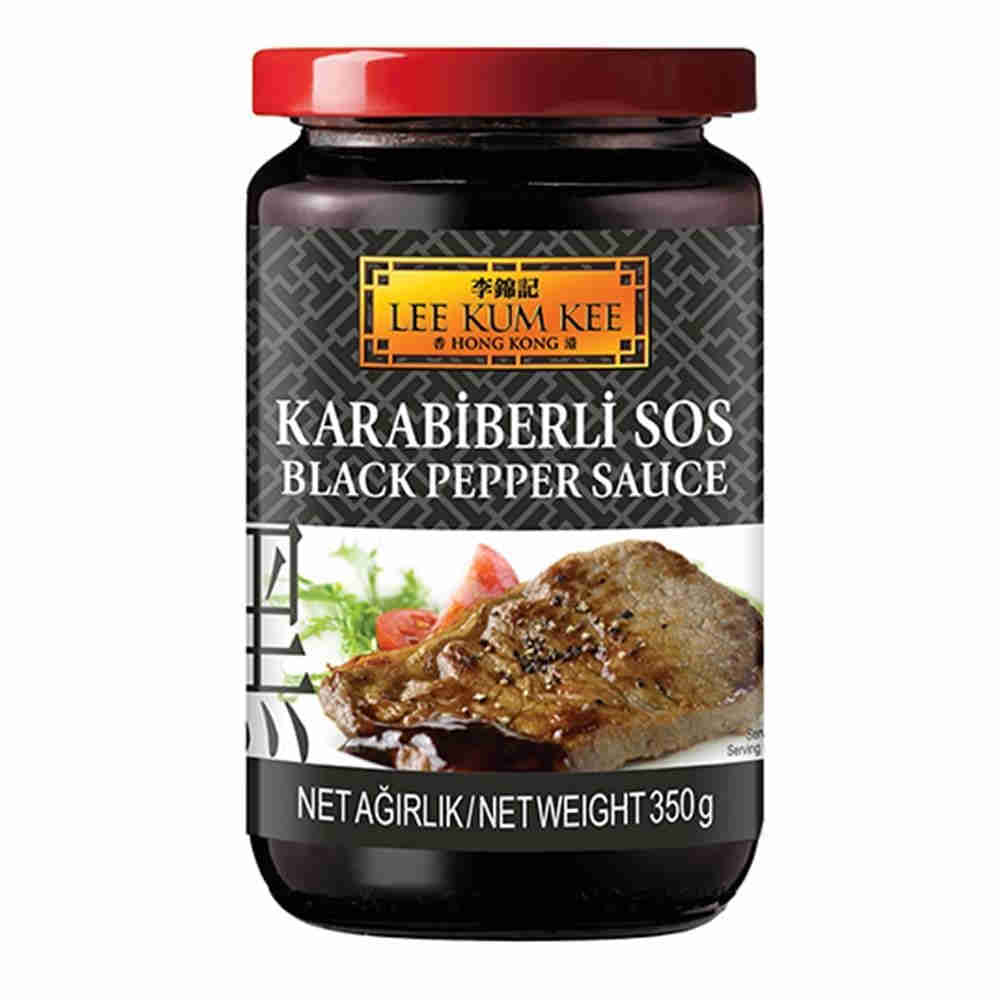 李錦記
LEE KUM KEE
香 HONG KONG 港
KARABİBERLİ SOS
BLACK PEPPER SAUCE
Serving
NET AĞIRLIK/NET WEIGHT 350 g